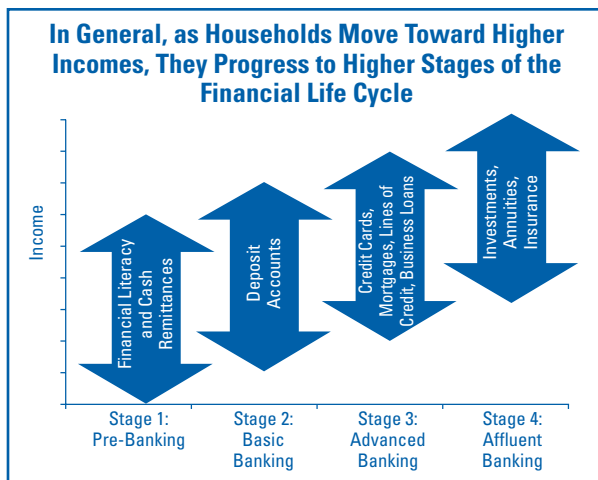 In General, as Households Move Toward Higher
Incomes, They Progress to Higher Stages of the
Financial Life Cycle
Income
Financial Literacy
and Cash
Remittances
Deposit
Accounts
Credit Cards,
Mortgages, Lines of
Credit, Business Loans
Investments,
Annuities,
Insurance
Stage 1:
Pre-Banking
Stage 2:
Basic
Banking
Stage 3:
Advanced
Banking
Stage 4:
Affluent
Banking